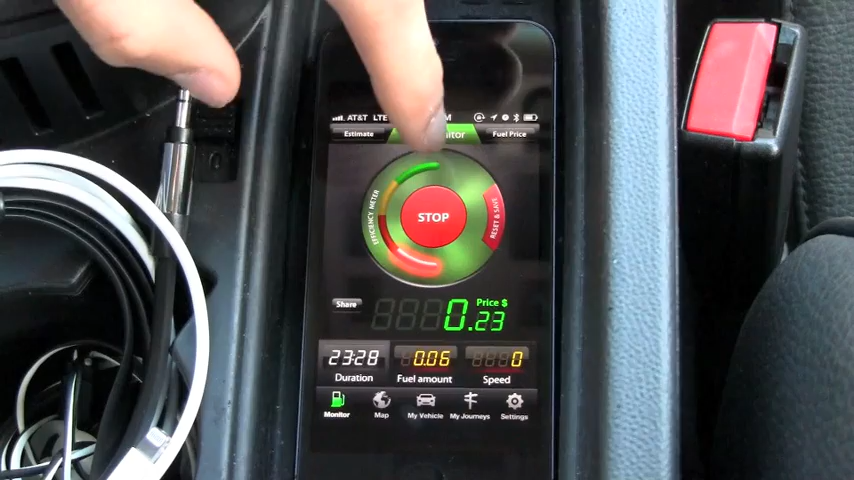 AT&T LTE M
Estimate itor Fuel Price
EFFICIENCY METER
STOP
RESET & SAVE
Share
Price $
0.23
23:28 0.06 0
Duration Fuel amount Speed
Monitor Map My Vehicle My Journeys Settings